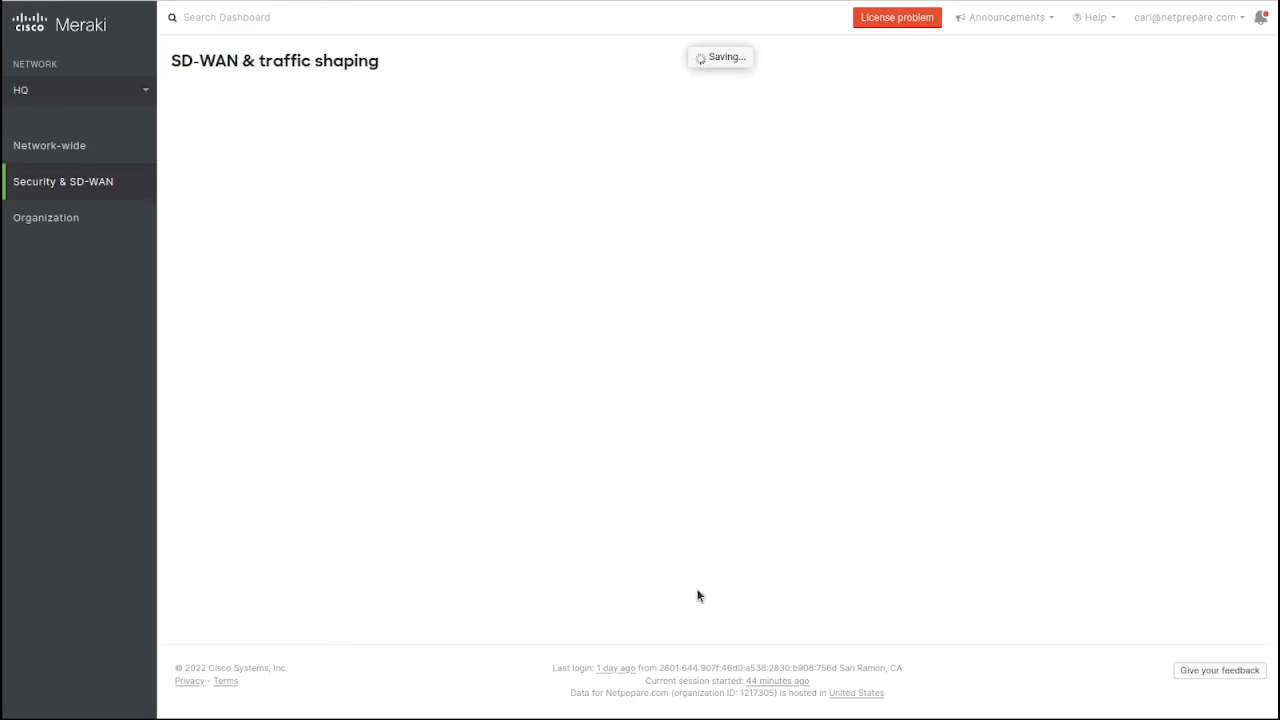 cisco Meraki
Search Dashboard
License problem
Announcements
Help
carl@netprepare.com
NETWORK
HQ
Network-wide
Security & SD-WAN
Organization
SD-WAN & traffic shaping
Saving...
© 2022 Cisco Systems, Inc.
Privacy - Terms
Last login: 1 day ago from 2601:644:907f:46d0:a538:2830:b908:756d San Ramon, CA
Current session started: 44 minutes ago
Data for Netpepare.com (organization ID: 1217305) is hosted in United States
Give your feedback